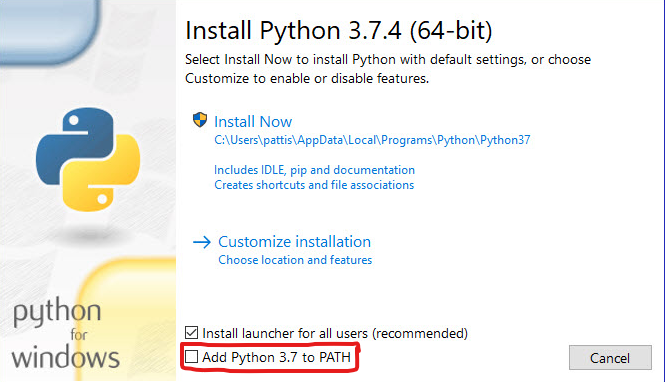 Install Python 3.7.4 (64-bit)
Select Install Now to install Python with default settings, or choose
Customize to enable or disable features.
Install Now
C:\Users\pattis\AppData\Local\Programs\Python\Python37
Includes IDLE, pip and documentation
Creates shortcuts and file associations
Customize installation
Choose location and features
python
for
windows
Install launcher for all users (recommended)
Add Python 3.7 to PATH
Cancel